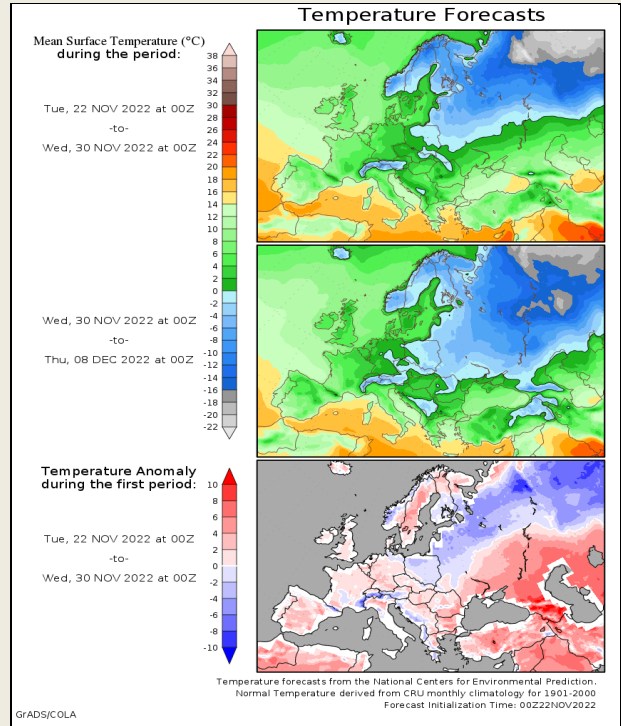 Temperature Forecasts
Mean Surface Temperature (°C)
during the period:
Tue, 22 NOV 2022 at 00Z
-to-
Wed, 30 NOV 2022 at 00Z
38
36
34
32
30
28
26
24
22
20
18
16
14
12
10
8
6
4
2
0
-2
-4
-6
-8
-10
-12
-14
-16
-18
-20
-22
Wed, 30 NOV 2022 at 00Z
-to-
Thu, 08 DEC 2022 at 00Z
Temperature Anomaly
during the first period:
Tue, 22 NOV 2022 at 00Z
-to-
Wed, 30 NOV 2022 at 00Z
10
8
6
4
2
0
-2
-4
-6
-8
-10
Temperature forecasts from the National Centers for Environmental Prediction.
Normal Temperature derived from CRU monthly climatology for 1901-2000
Forecast Initialization Time: 00Z22NOV2022
GrADS/COLA